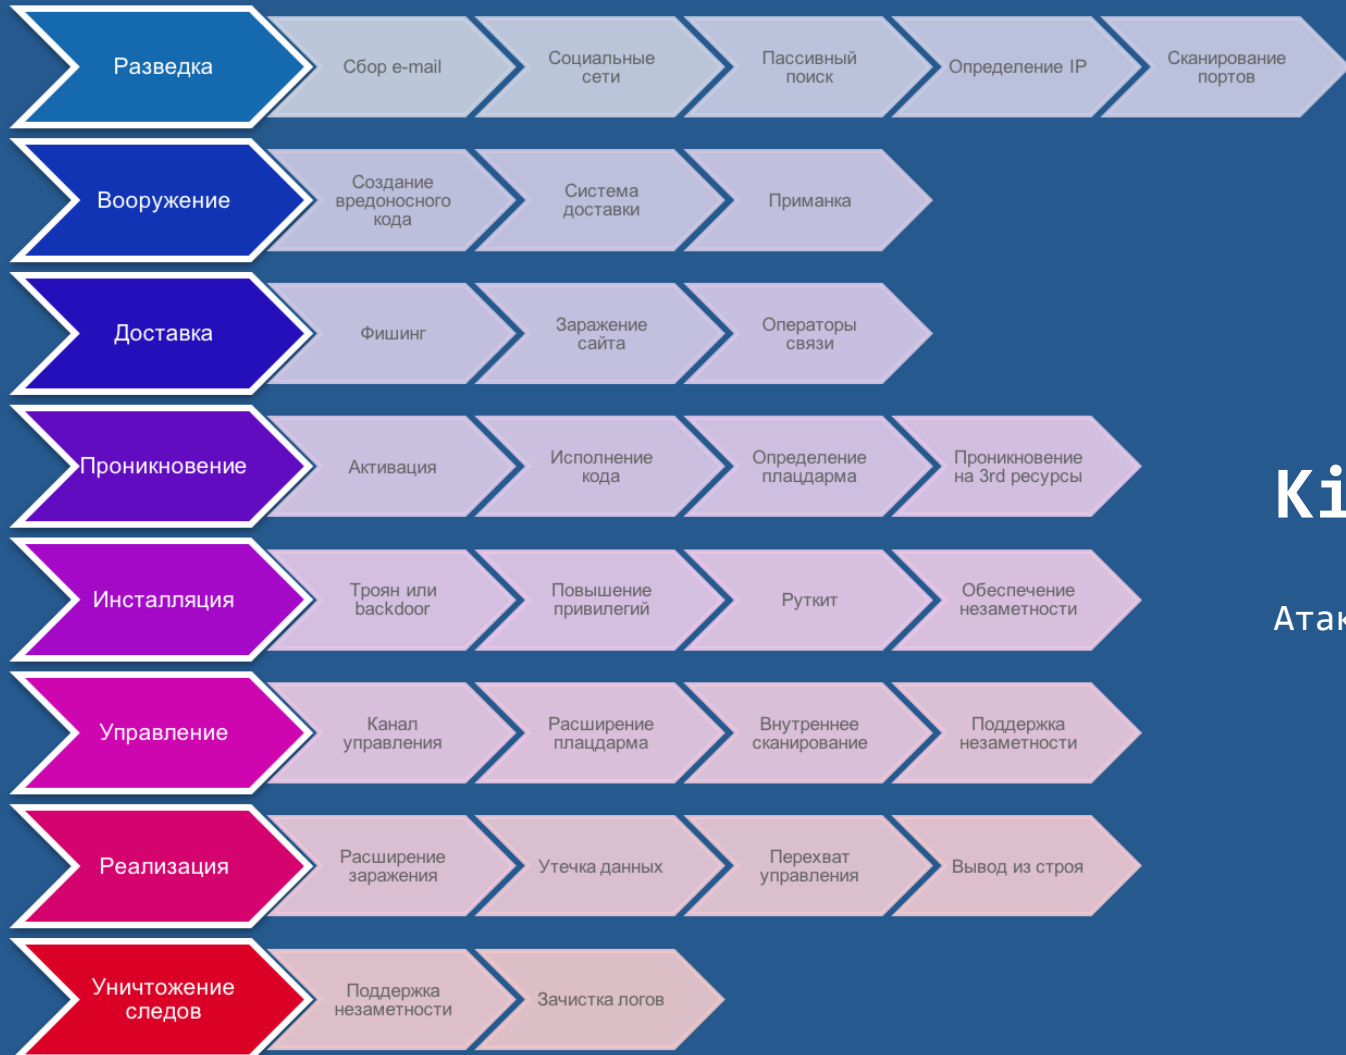 Разведка
Сбор e-mail
Социальные
сети
Пассивный
поиск
Определение IP
Сканирование
портов
Вооружение
Создание
вредоносного
кода
Система
доставки
Приманка
Доставка
Фишинг
Заражение
сайта
Операторы
связи
Проникновение
Активация
Исполнение
кода
Определение
плацдарма
Проникновение
на 3rd ресурсы
Инсталляция
Троян или
backdoor
Повышение
привилегий
Руткит
Обеспечение
незаметности
Управление
Канал
управления
Расширение
плацдарма
Внутреннее
сканирование
Поддержка
незаметности
Реализация
Расширение
заражения
Утечка данных
Перехват
управления
Вывод из строя
Уничтожение
следов
Поддержка
незаметности
Зачистка логов
Ki
Атак